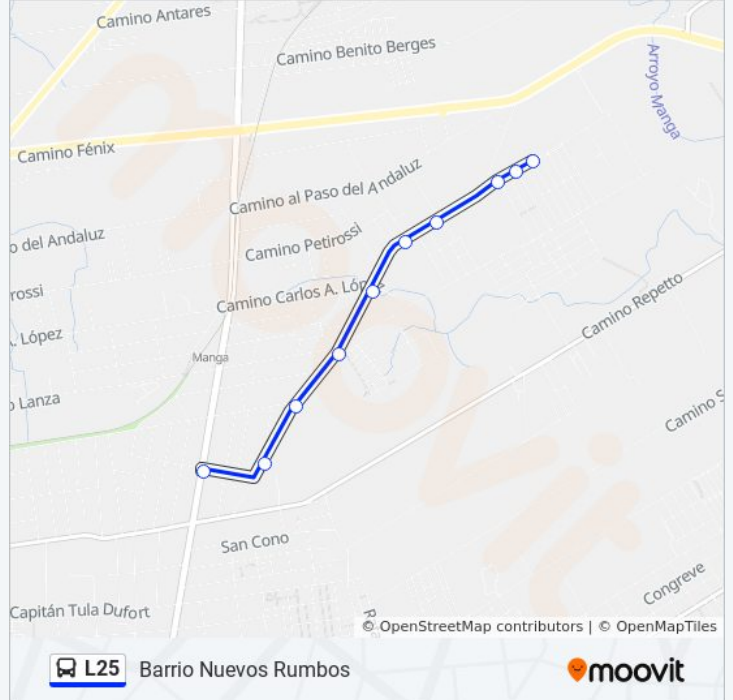 Camino Antares
Camino Benito Berges
Arroyo Manga
Camino Fénix
Camino al Paso del Andaluz
o del Andaluz
Camino Petirossi
rossi
Camino Carlos A. López
Camino Repetto
. López
Manga
o Lanza
Camino S
San Cono
Congreve
Capitán Tula Dufort
R
© OpenStreetMap contributors | © OpenMapTiles
L25 Barrio Nuevos Rumbos
moovit
moovit